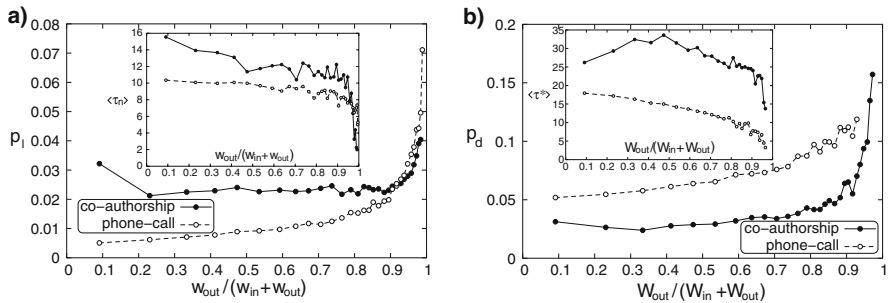 a)
0.08
0.07
0.06
0.05
0.04
0.03
0.02
0.01
0
p_l
0 0.1 0.2 0.3 0.4 0.5 0.6 0.7 0.8 0.9 1
w_out/(w_in+w_out)
co-authorship
phone-call
16
14
12
10
8
6
4
2
0
<τ_n>
0 0.1 0.2 0.3 0.4 0.5 0.6 0.7 0.8 0.9 1
w_out/(w_in+w_out)
b)
0.2
0.15
0.1
0.05
0
p_d
0 0.1 0.2 0.3 0.4 0.5 0.6 0.7 0.8 0.9 1
W_out/(W_in+W_out)
co-authorship
phone-call
35
30
25
20
15
10
5
0
<τ*>
0 0.1 0.2 0.3 0.4 0.5 0.6 0.7 0.8 0.9 1
W_out/(W_in+W_out)